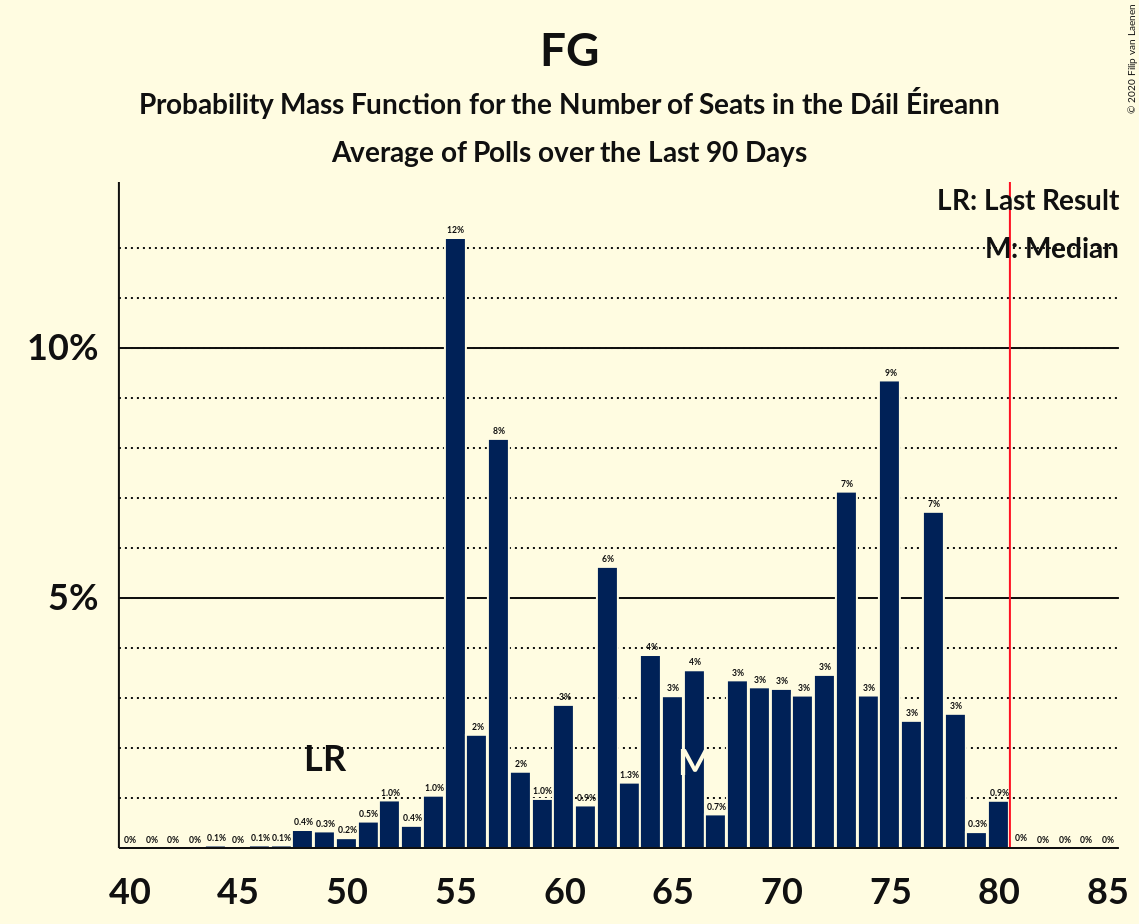 FG
Probability Mass Function for the Number of Seats in the Dáil Éireann
Average of Polls over the Last 90 Days
© 2020 Filip van Laenen
LR: Last Result
M: Median
10%
5%
0% 0% 0% 0% 0.1% 0% 0.1% 0.1% 0.4% 0.3% 0.2% 0.5% 1.0% 0.4% 1.0% 12% 2% 8% 2% 1.0% 3% 0.9% 6% 1.3% 4% 3% 4% 0.7% 3% 3% 3% 3% 3% 7% 3% 9% 3% 7% 3% 0.3% 0.9% 0% 0% 0% 0% 0%
LR
M
40 45 50 55 60 65 70 75 80 85